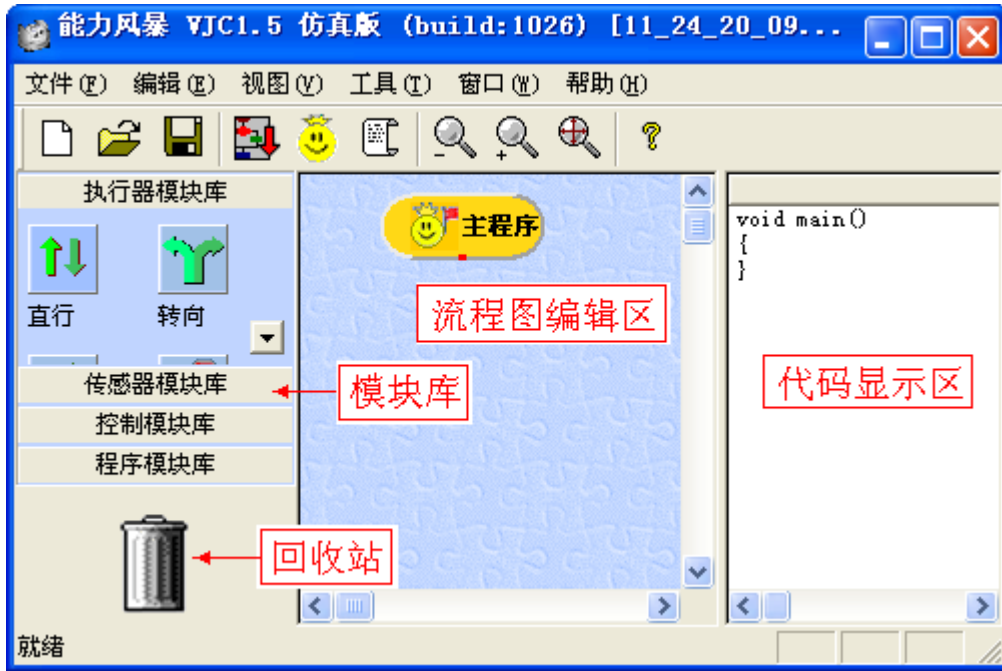 能力风暴 VJC1.5 仿真版 (build:1026) [11_24_20_09...
文件(F) 编辑(E) 视图(V) 工具(T) 窗口(W) 帮助(H)
执行器模块库
直行 转向
传感器模块库
控制模块库
程序模块库
模块库
回收站
主程序
流程图编辑区
void main()
{
}
代码显示区
就绪